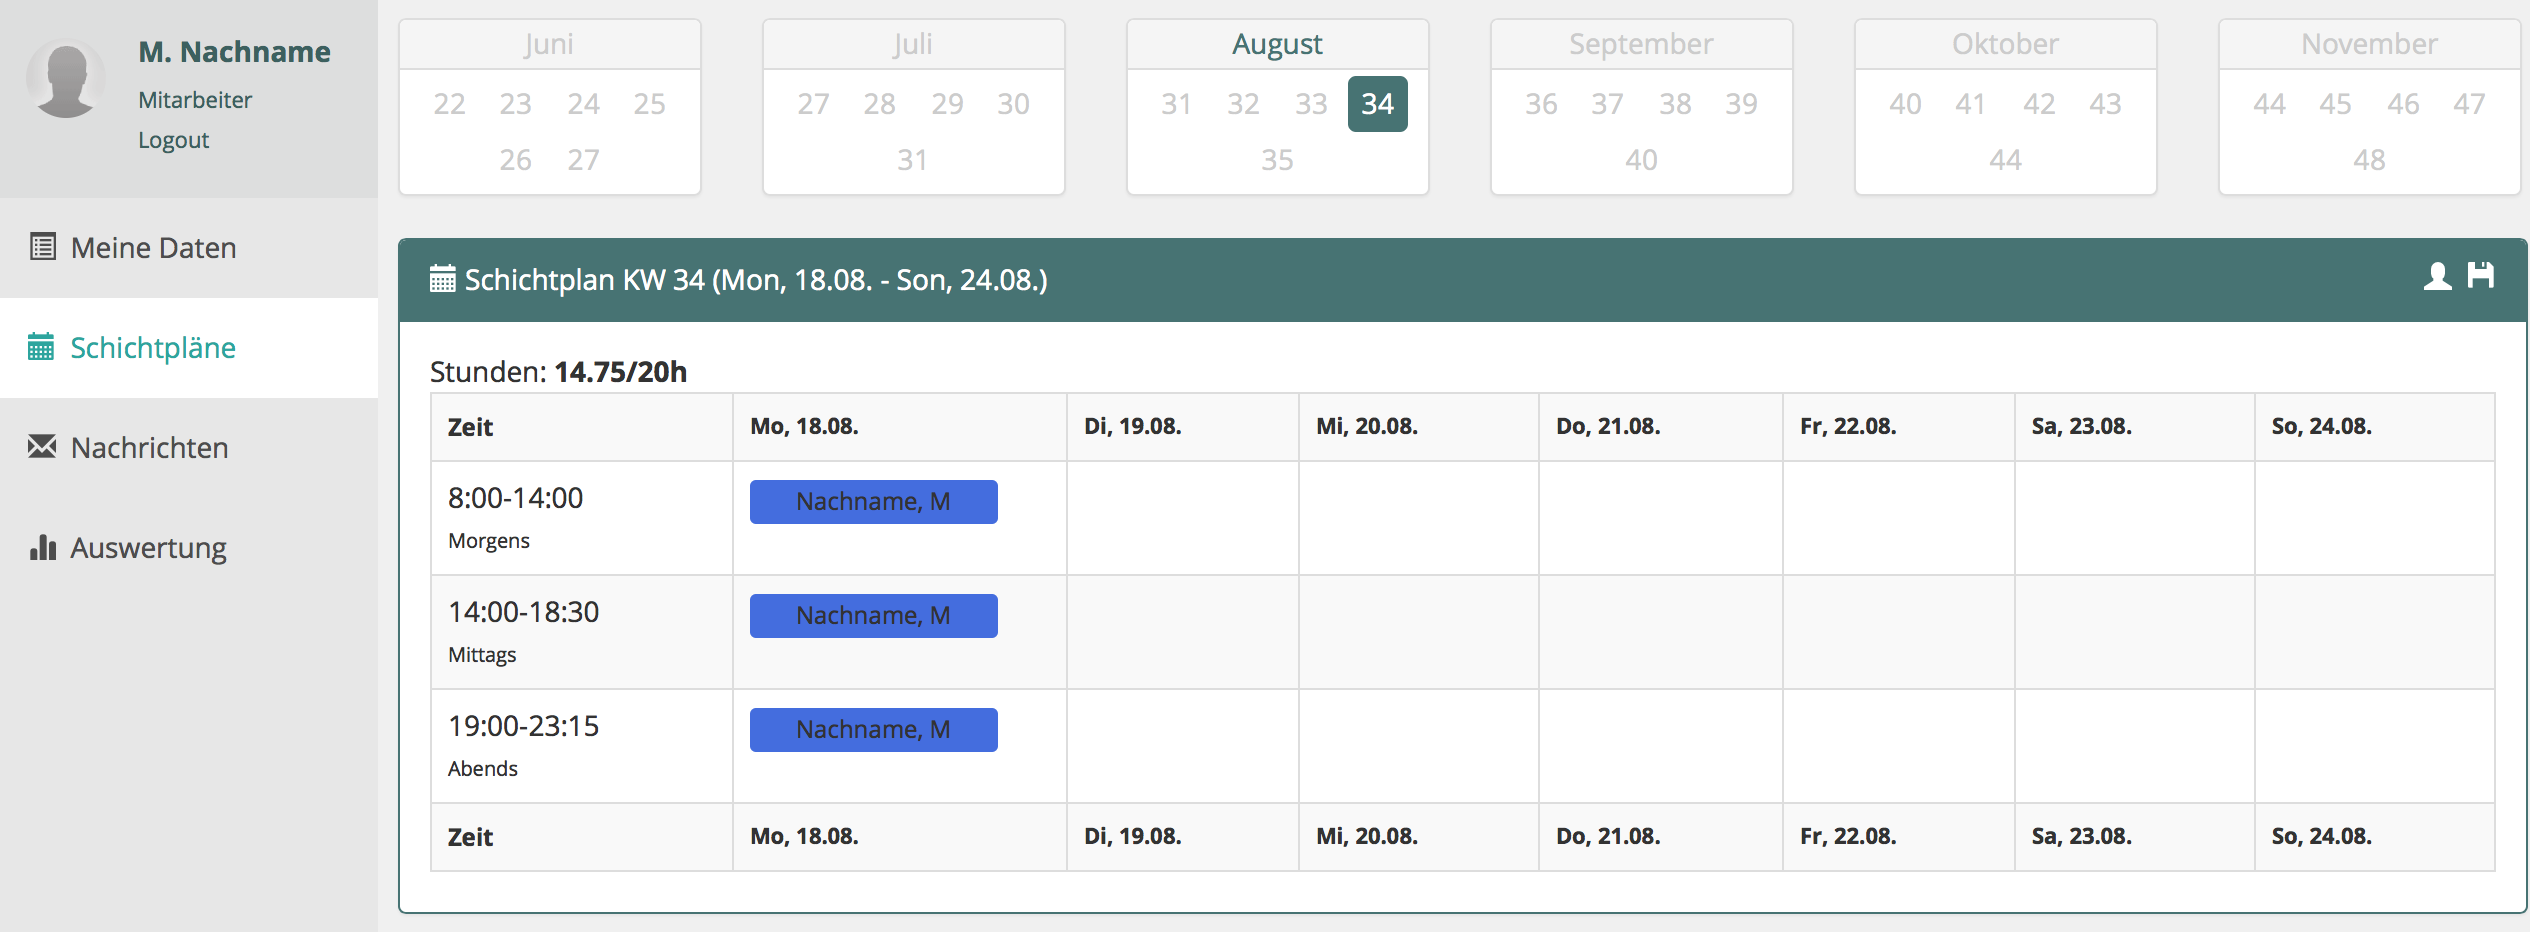 M. Nachname
Mitarbeiter
Logout
Meine Daten
Schichtpläne
Nachrichten
Auswertung
Juni
22 23 24 25
26 27
Juli
27 28 29 30
31
August
31 32 33 34
35
September
36 37 38 39
40
Oktober
40 41 42 43
44
November
44 45 46 47
48
Schichtplan KW 34 (Mon, 18.08. - Son, 24.08.)
Stunden: 14.75/20h
Zeit Mo, 18.08. Di, 19.08. Mi, 20.08. Do, 21.08. Fr, 22.08. Sa, 23.08. So, 24.08.
8:00-14:00 Nachname, M
Morgens
14:00-18:30 Nachname, M
Mittags
19:00-23:15 Nachname, M
Abends
Zeit Mo, 18.08. Di, 19.08. Mi, 20.08. Do, 21.08. Fr, 22.08. Sa, 23.08. So, 24.08.